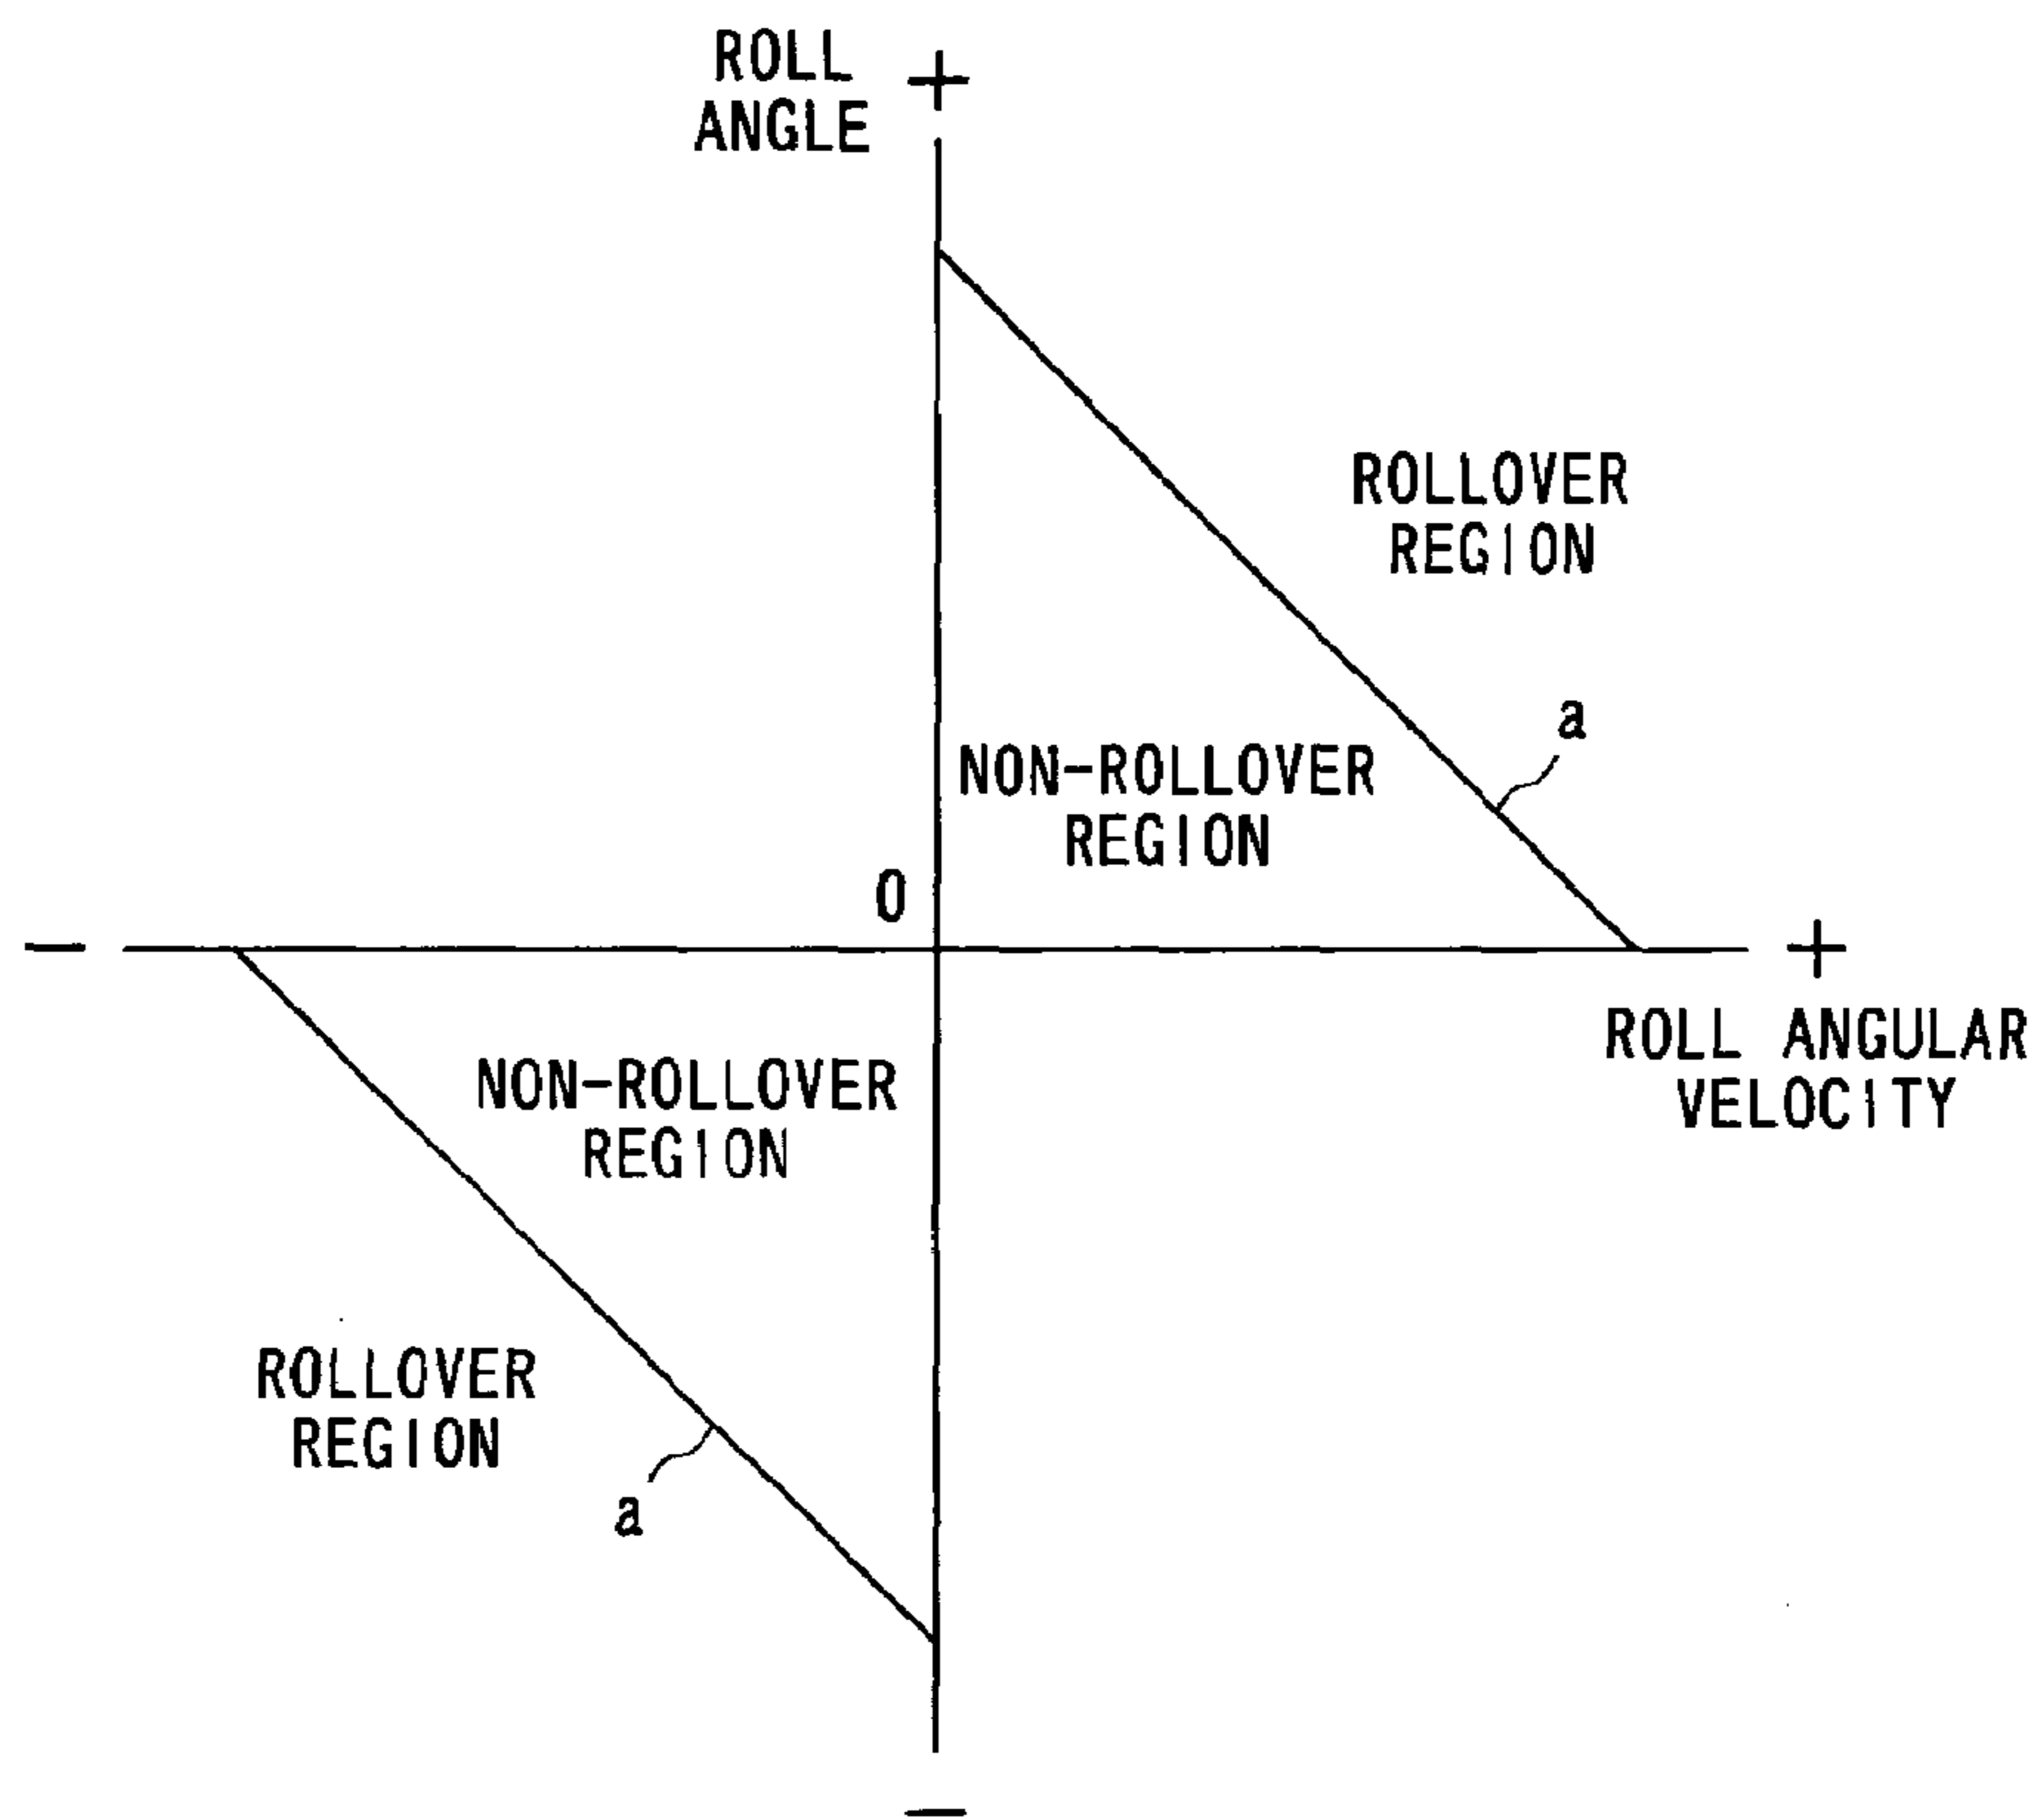 ROLL
ANGLE
+
ROLLOVER
REGION
a
NON-ROLLOVER
REGION
0
−
+
ROLL ANGULAR
VELOCITY
NON-ROLLOVER
REGION
ROLLOVER
REGION
a
−